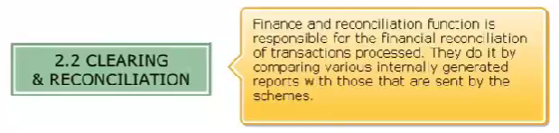 2.2 CLEARING
& RECONCILIATION
Finance and reconciliation function is
responsible for the financial reconciliation
of transactions processed. They do it by
comparing various internally generated
reports with those that are sent by the
schemes.